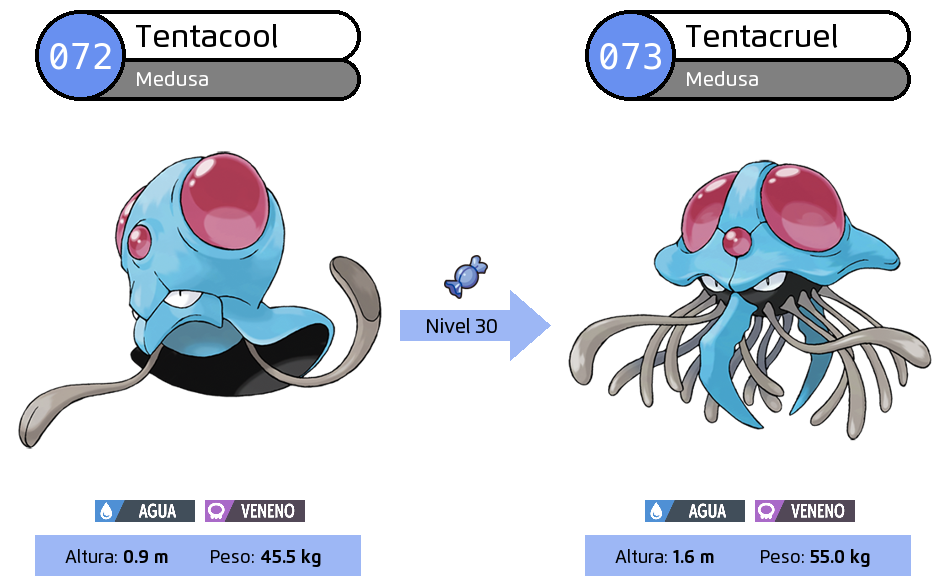 072 Tentacool
Medusa
073 Tentacruel
Medusa
Nivel 30
AGUA VENENO
Altura: 0.9 m Peso: 45.5 kg
AGUA VENENO
Altura: 1.6 m Peso: 55.0 kg